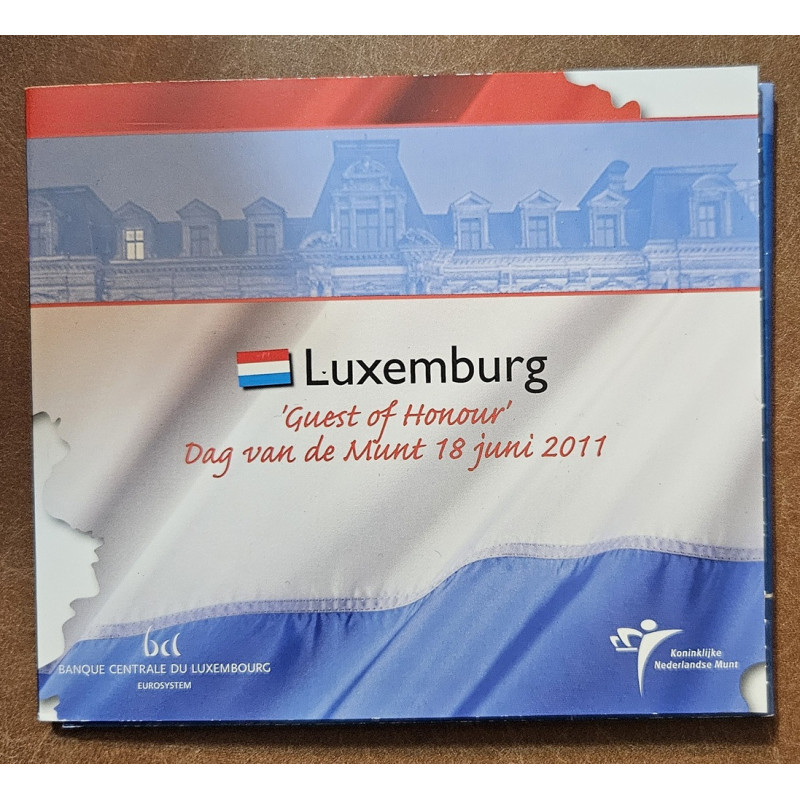 Luxemburg
'Guest of Honour'
Dag van de Munt 18 juni 2011
bcl
BANQUE CENTRALE DU LUXEMBOURG
EUROSYSTEM
Koninklijke
Nederlandse Munt